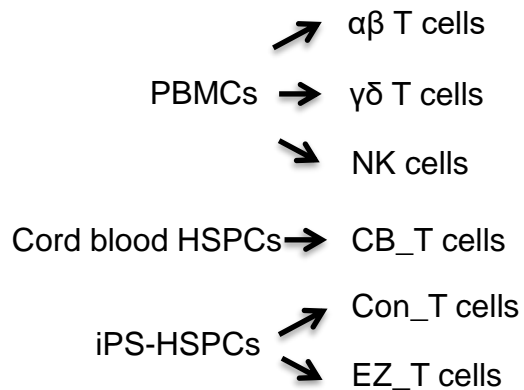 αβ T cells
PBMCs γδ T cells
NK cells
Cord blood HSPCs CB_T cells
Con_T cells
iPS-HSPCs
EZ_T cells